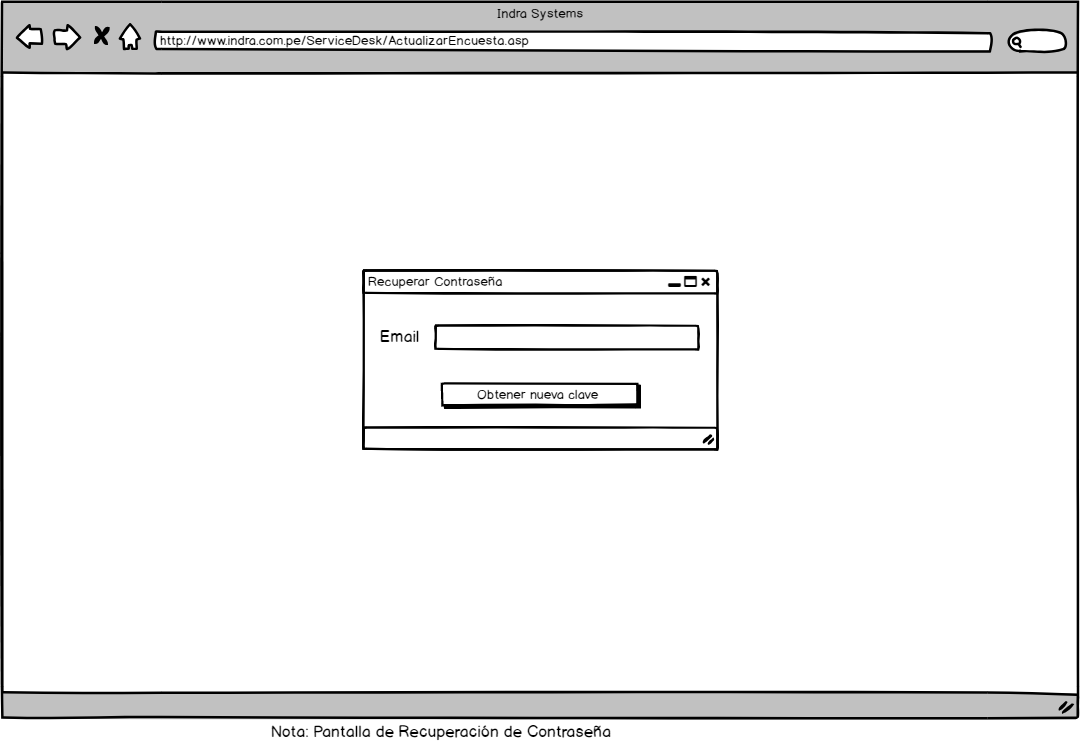 Indra Systems
http://www.indra.com.pe/ServiceDesk/ActualizarEncuesta.asp
Recuperar Contraseña
Email
Obtener nueva clave
Nota: Pantalla de Recuperación de Contraseña